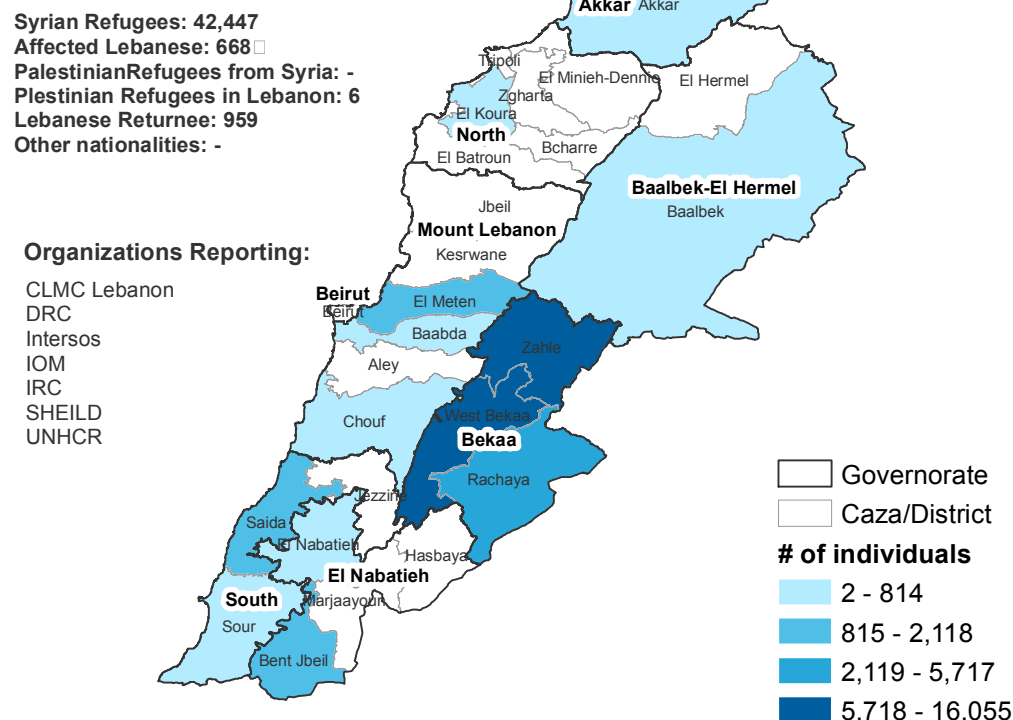 Syrian Refugees: 42,447
Affected Lebanese: 668
PalestinianRefugees from Syria: -
Plestinian Refugees in Lebanon: 6
Lebanese Returnee: 959
Other nationalities: -
Organizations Reporting:
CLMC Lebanon
DRC
Intersos
IOM
IRC
SHEILD
UNHCR
Akkar Akkar
Tripoli
El Minieh-Dennie
El Hermel
Zgharta
El Koura
North
Bcharre
El Batroun
Baalbek-El Hermel
Baalbek
Jbeil
Mount Lebanon
Kesrwane
Beirut
Beirut
El Meten
Baabda
Zahle
Aley
West Bekaa
Chouf
Bekaa
Rachaya
Jezzine
Saida
El Nabatieh
Hasbaya
El Nabatieh
South
Marjaayoun
Sour
Bent Jbeil
Governorate
Caza/District
# of individuals
2 - 814
815 - 2,118
2,119 - 5,717
5,718 - 16,055